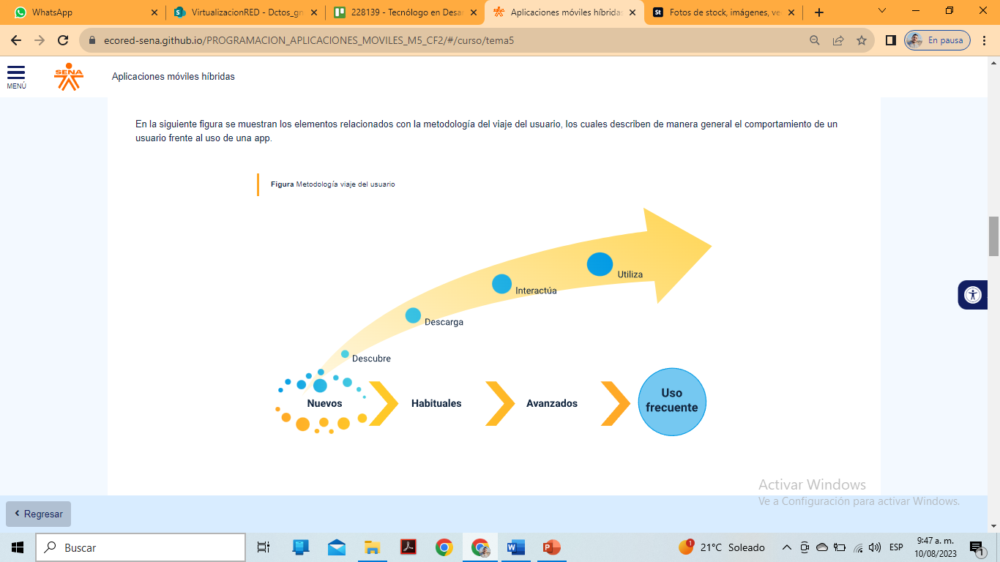 WhatsApp
VirtualizacionRED - Dctos_gn
228139 - Tecnólogo en Desar
Aplicaciones móviles híbridas
St
Fotos de stock, imágenes, ve
ecored-sena.github.io/PROGRAMACION_APLICACIONES_MOVILES_M5_CF2/#/curso/tema5
En pausa
MENÚ
SENA
Aplicaciones móviles híbridas
En la siguiente figura se muestran los elementos relacionados con la metodología del viaje del usuario, los cuales describen de manera general el comportamiento de un
usuario frente al uso de una app.
Figura Metodología viaje del usuario
Utiliza
Interactúa
Descarga
Descubre
Nuevos
Habituales
Avanzados
Uso
frecuente
Activar Windows
Ve a Configuración para activar Windows.
Regresar
Buscar
1
21°C Soleado
ESP
9:47 a. m.
10/08/2023
1